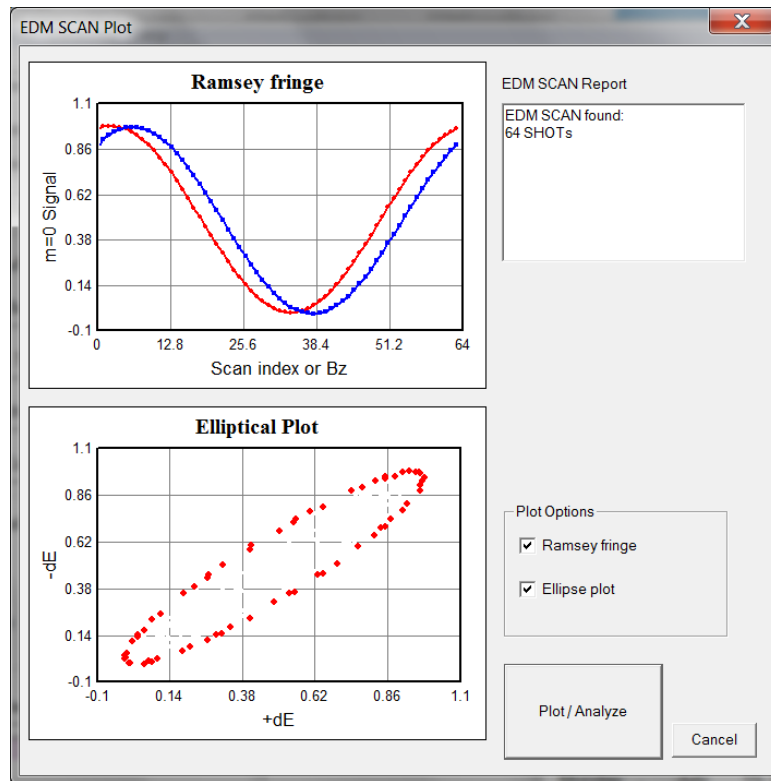 EDM SCAN Plot
X
Ramsey fringe
1.1
0.86
0.62
0.38
0.14
-0.1
m=0 Signal
0 12.8 25.6 38.4 51.2 64
Scan index or Bz
EDM SCAN Report
EDM SCAN found:
64 SHOTs
Elliptical Plot
1.1
0.86
0.62
0.38
0.14
-0.1
-dE
-0.1 0.14 0.38 0.62 0.86 1.1
+dE
Plot Options
Ramsey fringe
Ellipse plot
Plot / Analyze
Cancel